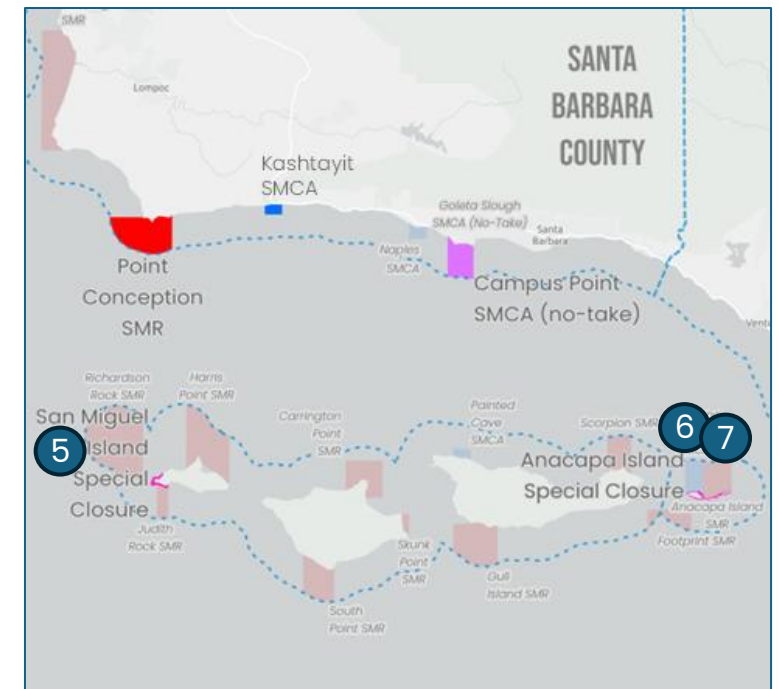 SMR
Lompoc
SANTA
BARBARA
COUNTY
Kashtayit
SMCA
Goleta Slough
SMCA (No-Take)
Santa
Barbara
Naples
SMCA
Point
Conception
SMR
Campus Point
SMCA (no-take)
Richardson
Rock SMR
Harris
Point SMR
San Miguel
Island
Special
Closure
5
Judith
Rock SMR
Carrington
Point
SMR
Painted
Cave
SMCA
Scorpion SMR
6
7
Anacapa Island
Special Closure
Anacapa Island
SMR
Footprint SMR
Skunk
Point
SMR
Gull
Island SMR
South
Point SMR